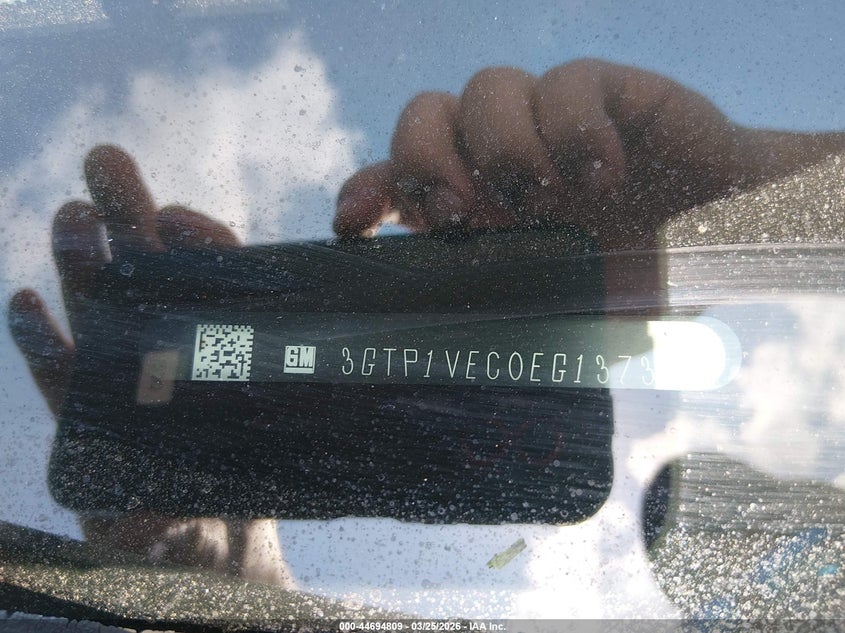 GM 3GTP1VEC0EG1373
000-44694809 - 03/25/2026 - IAA Inc.